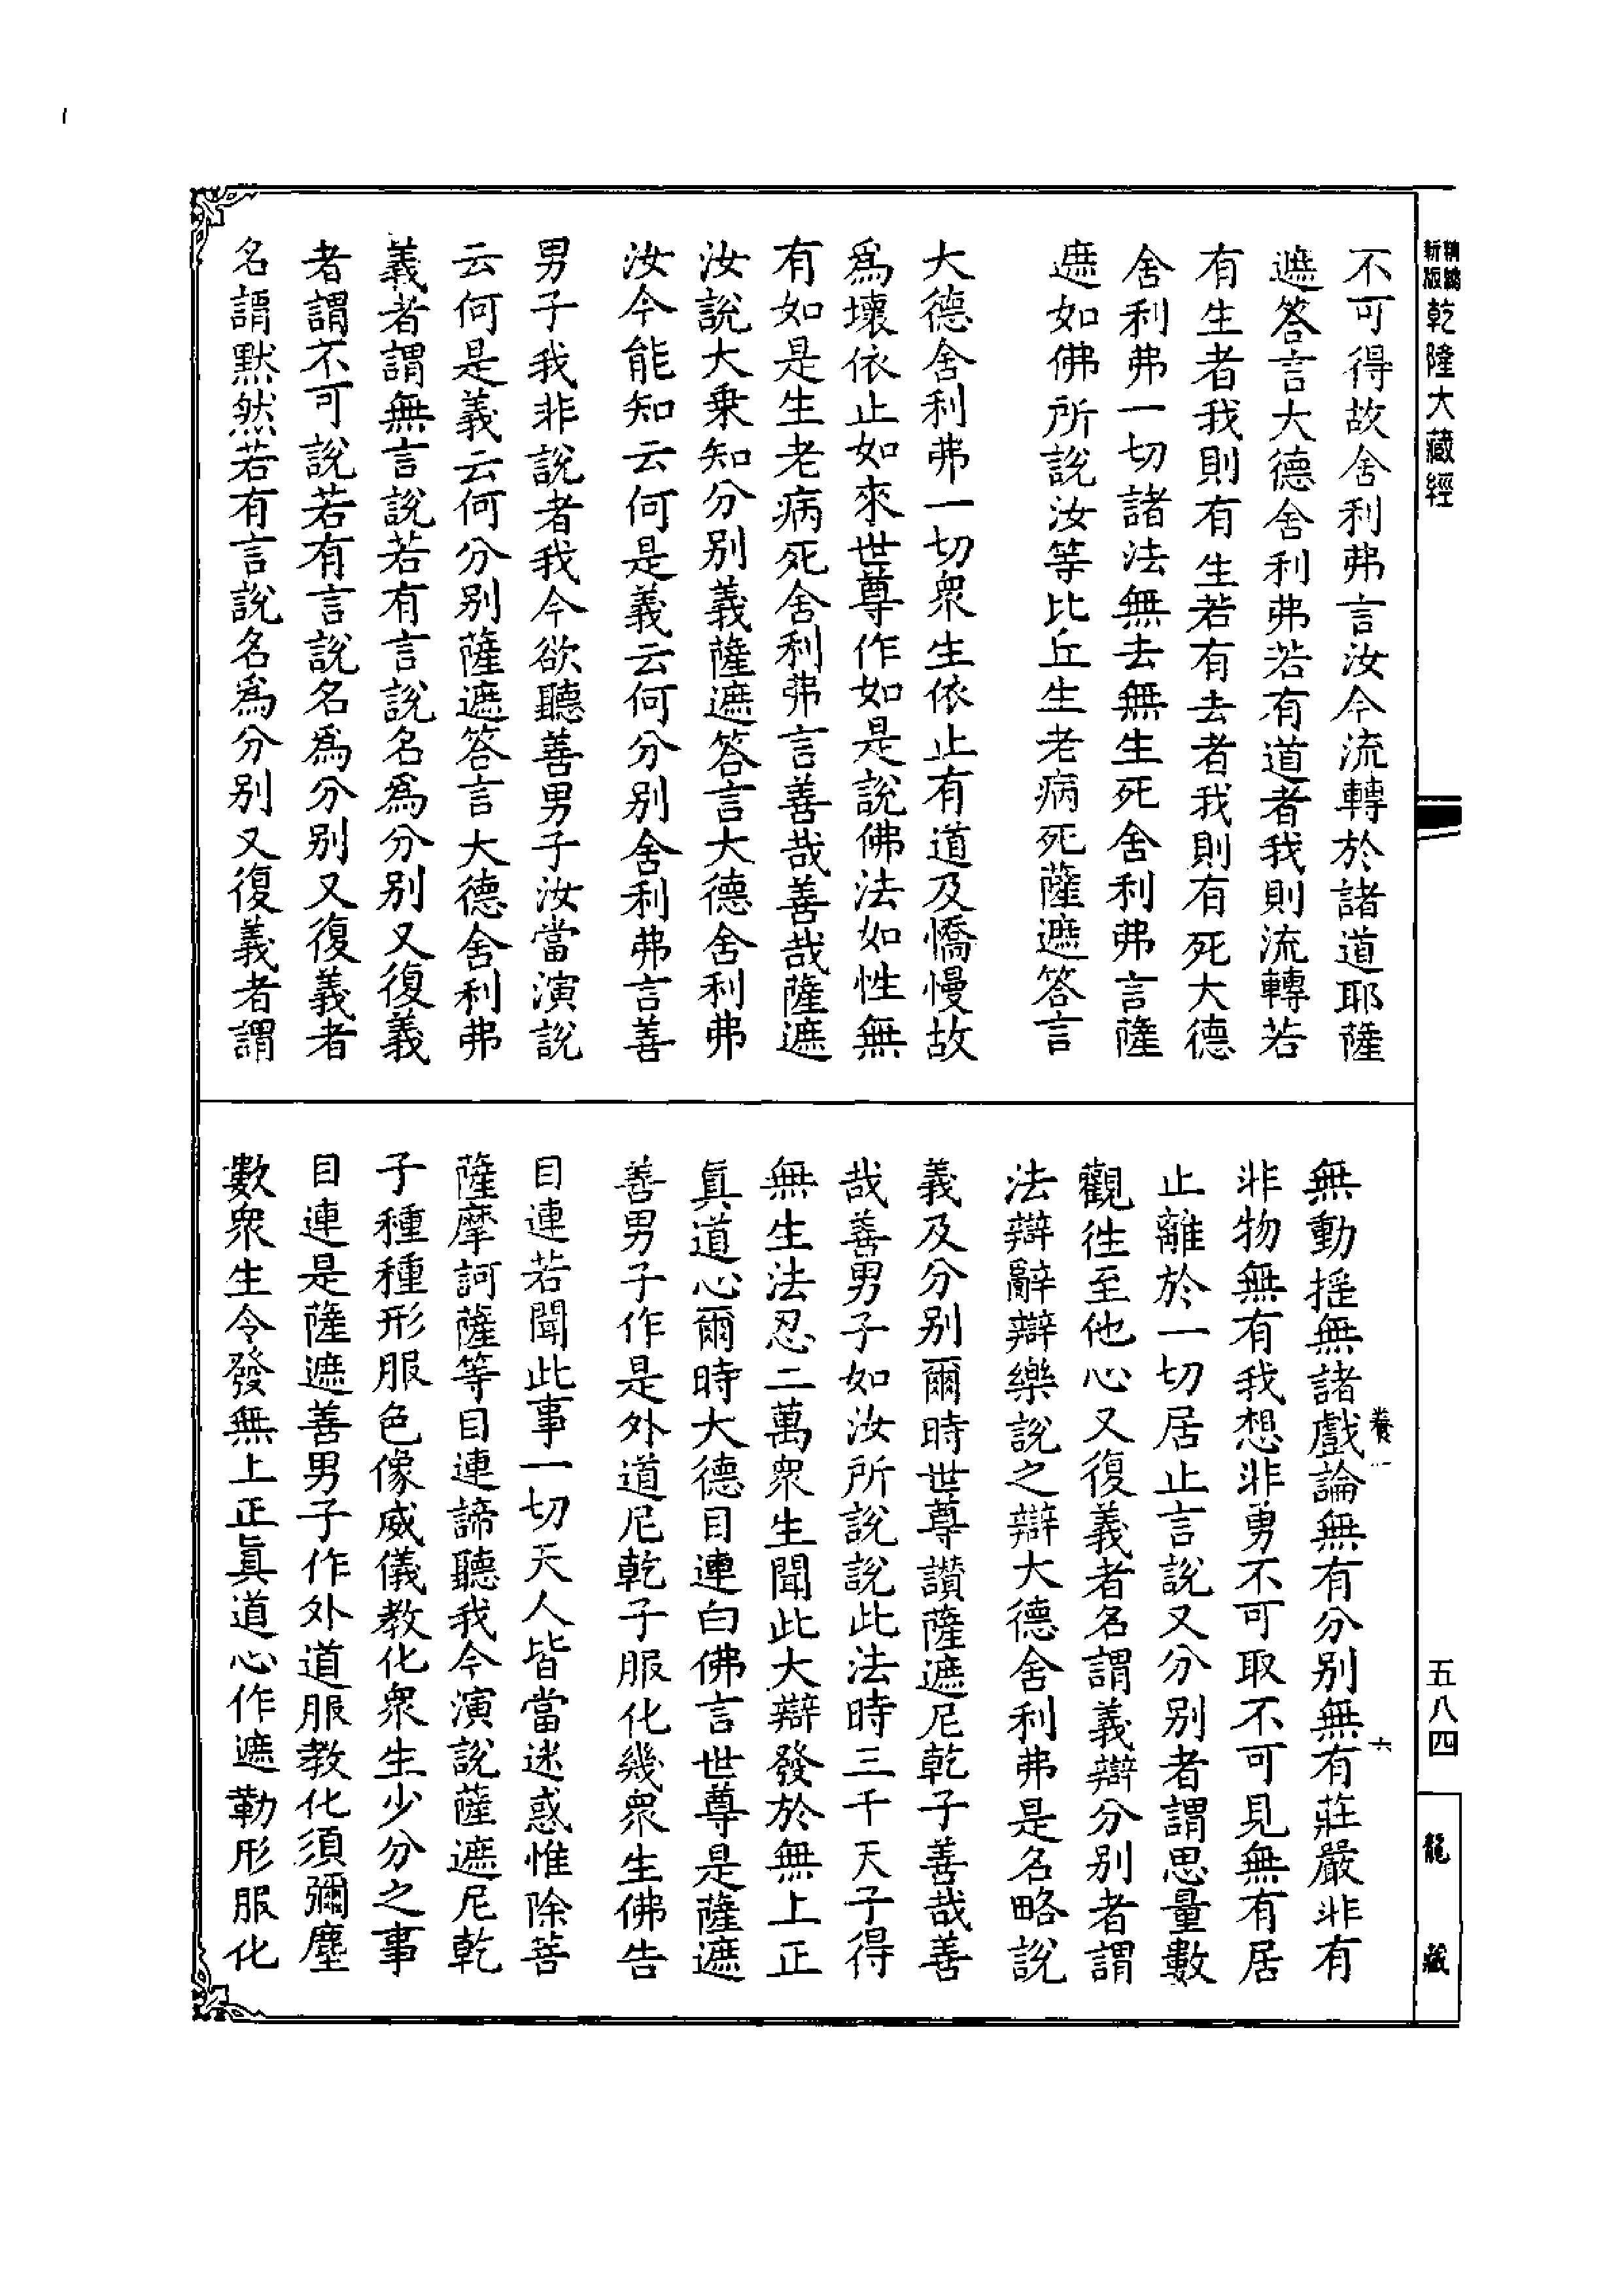 精縮新版乾隆大藏經
不可得故舍利弗言汝今流轉於諸道耶薩
遮答言大德舍利弗若有道者我則流轉若
有生者我則有生若有去者我則有死大德
舍利弗一切諸法無去無生死舍利弗言薩
遮如佛所說汝等比丘生老病死薩遮答言
大德舍利弗一切衆生依止有道及憍慢故
爲壞依止如來世尊作如是說佛法如性無
有如是生老病死舍利弗言善哉善哉薩遮
汝說大乗知分別義薩遮答言大德舍利弗
汝今能知云何是義云何分別舍利弗言善
男子我非說者我今欲聽善男子汝當演說
云何是義云何分別薩遮答言大德舍利弗
義者謂無言說若有言說名爲分別又復義
者謂不可說若有言說名爲分別又復義者
名謂默然若有言說名爲分別又復義者謂
無動揺無諸戲論無有分別無有莊嚴非有
非物無有我想非勇不可取不可見無有居
止離於一切居止言說又分別者謂思量數
觀徃至他心又復義者名謂義辯分別者謂
法辯辭辯樂說之辯大德舍利弗是名略說
義及分別爾時世尊讃薩遮尼乾子善哉善
哉善男子如汝所說說此法時三千天子得
無生法忍二萬衆生聞此大辯發於無上正
真道心爾時大德目連白佛言世尊是薩遮
善男子作是外道尼乾子服化幾衆生佛告
目連若聞此事一切天人皆當迷惑惟除菩
薩摩訶薩等目連諦聽我今演說薩遮尼乾
子種種形服色像威儀教化衆生少分之事
目連是薩遮善男子作外道服教化須彌塵
數衆生令發無上正眞道心作遮勒形服化
卷一
六
五八四
龍藏